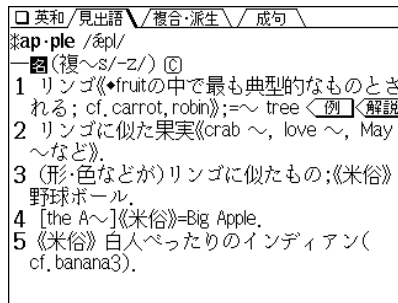 英和/見出語\/複合·派生\/成句\
*ap·ple /ǽpl/
━名(複~s/-z/) Ⓒ
1 リンゴ《◆fruitの中で最も典型的なものとさ
れる; cf.carrot,robin》;=~ tree <例 <解説
2 リンゴに似た果実《crab ~, love ~, May
~など》.
3 (形·色などが)リンゴに似たもの;《米俗》
野球ボール.
4 [the A~]《米俗》=Big Apple.
5 《米俗》 白人べったりのインディアン(
cf.banana3).